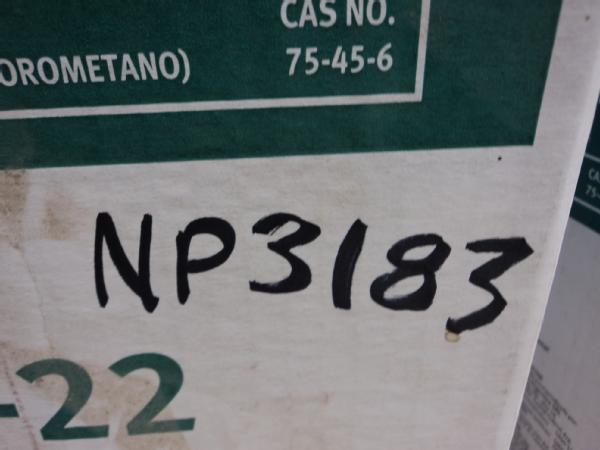 CAS NO.
OROMETANO) 75-45-6
NP3183
-22